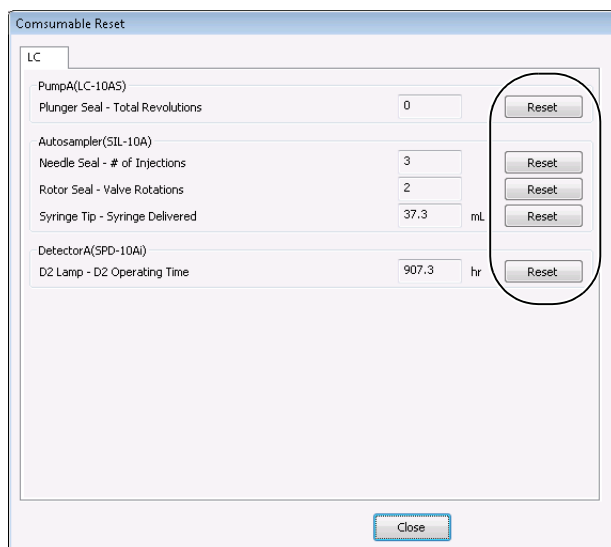 Comsumable Reset
LC
PumpA(LC-10AS)
Plunger Seal - Total Revolutions 0 Reset
Autosampler(SIL-10A)
Needle Seal - # of Injections 3 Reset
Rotor Seal - Valve Rotations 2 Reset
Syringe Tip - Syringe Delivered 37.3 mL Reset
DetectorA(SPD-10Ai)
D2 Lamp - D2 Operating Time 907.3 hr Reset
Close